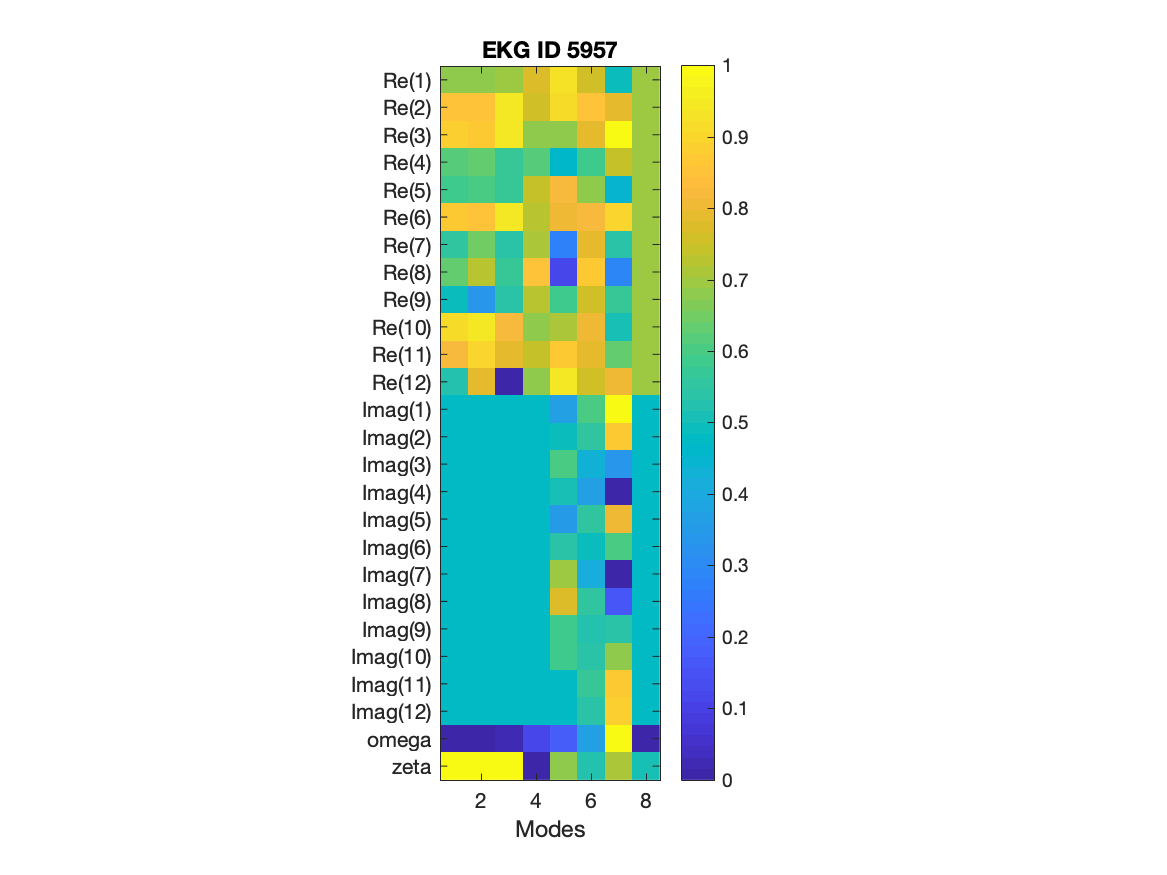 EKG ID 5957
Re(1)
Re(2)
Re(3)
Re(4)
Re(5)
Re(6)
Re(7)
Re(8)
Re(9)
Re(10)
Re(11)
Re(12)
Imag(1)
Imag(2)
Imag(3)
Imag(4)
Imag(5)
Imag(6)
Imag(7)
Imag(8)
Imag(9)
Imag(10)
Imag(11)
Imag(12)
omega
zeta
2 4 6 8
Modes
1
0.9
0.8
0.7
0.6
0.5
0.4
0.3
0.2
0.1
0